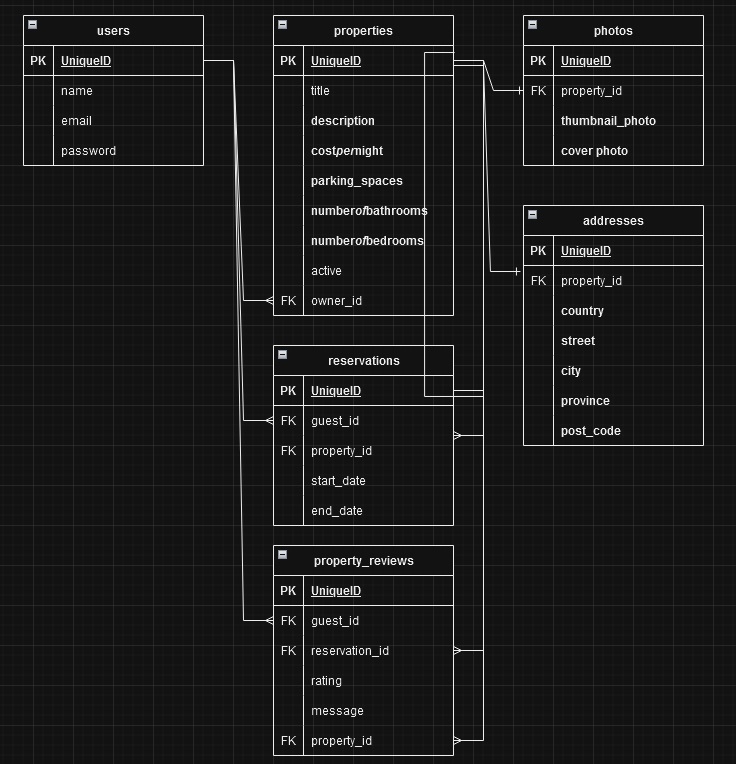 users
PK UniqueID
name
email
password
properties
PK UniqueID
title
description
costpernight
parking_spaces
numberofbathrooms
numberofbedrooms
active
FK owner_id
reservations
PK UniqueID
FK guest_id
FK property_id
start_date
end_date
property_reviews
PK UniqueID
FK guest_id
FK reservation_id
rating
message
FK property_id
photos
PK UniqueID
FK property_id
thumbnail_photo
cover photo
addresses
PK UniqueID
FK property_id
country
street
city
province
post_code